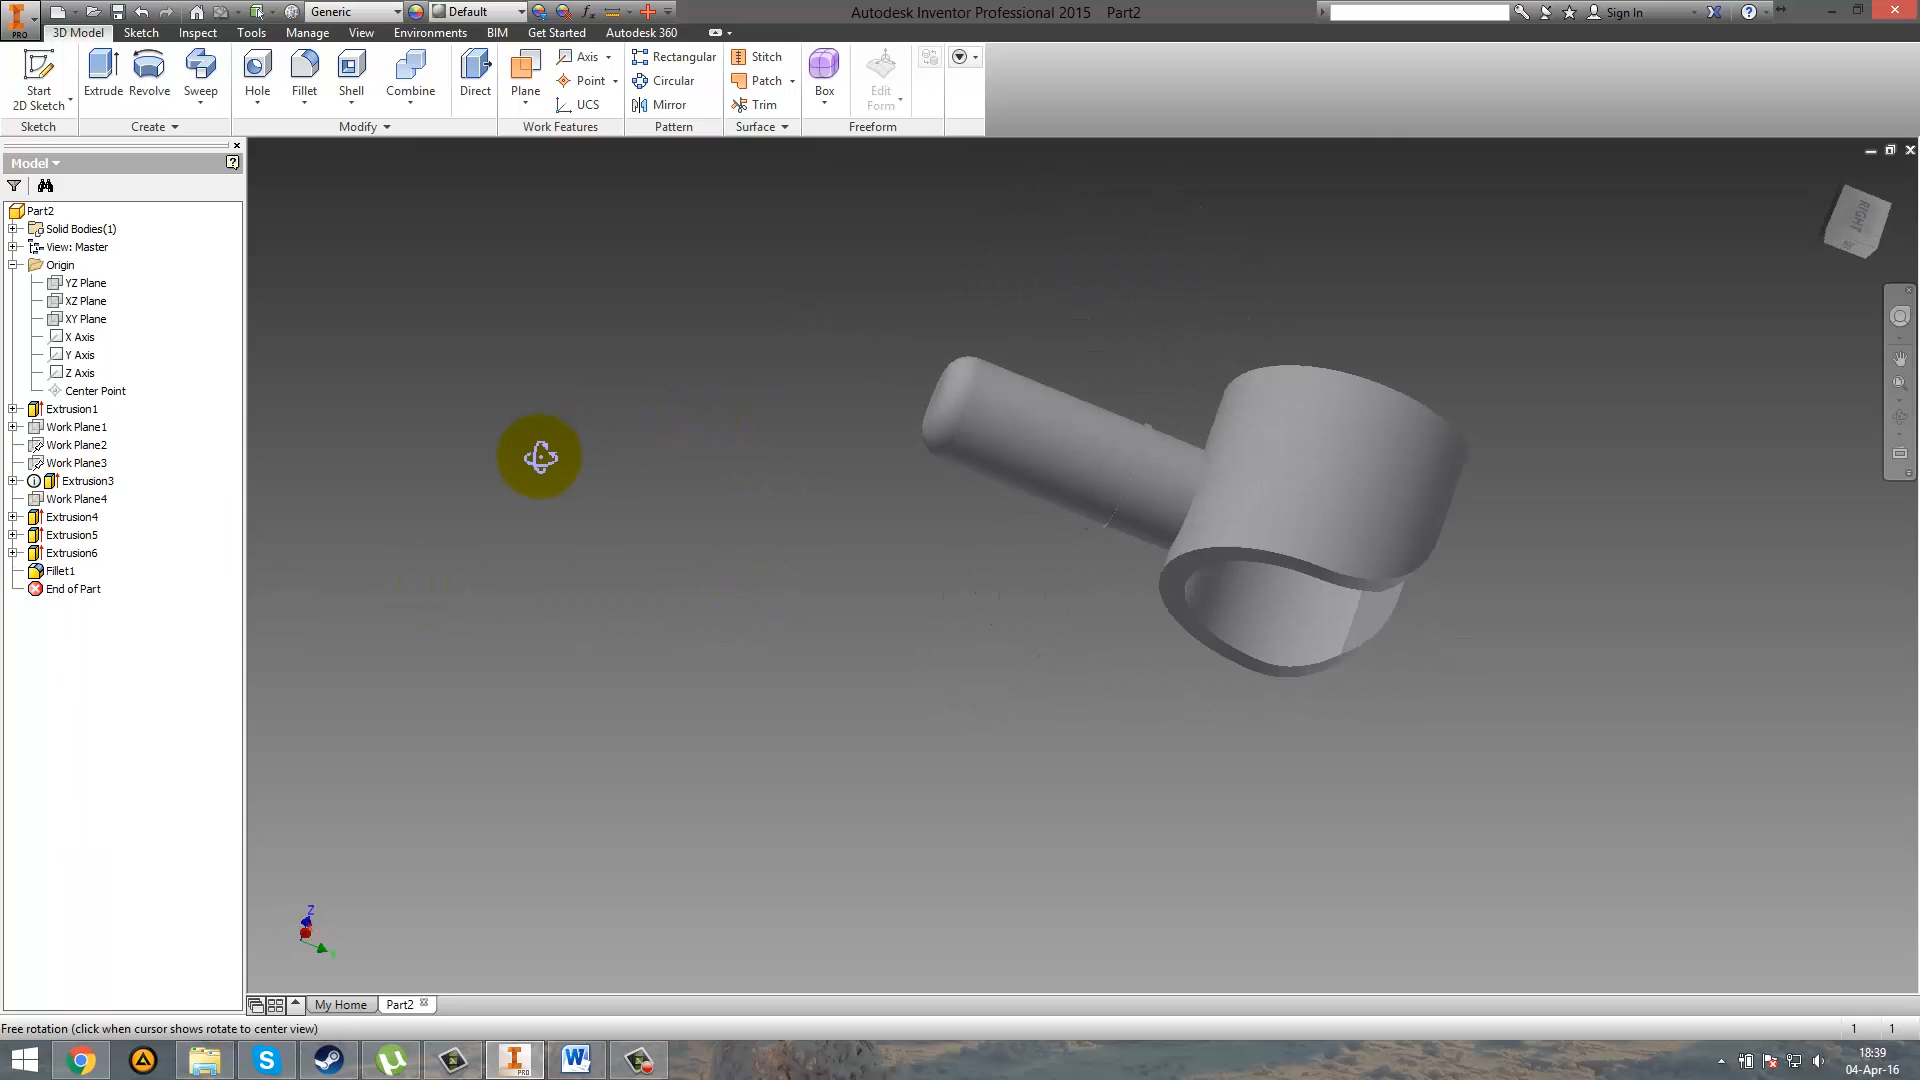 Generic
Default
Autodesk Inventor Professional 2015 Part2
Sign In
PRO
3D Model
Sketch
Inspect
Tools
Manage
View
Environments
BIM
Get Started
Autodesk 360
Start
2D Sketch
Extrude
Revolve
Sweep
Hole
Fillet
Shell
Combine
Direct
Plane
Axis
Point
UCS
Rectangular
Circular
Mirror
Stitch
Patch
Trim
Box
Edit
Form
Sketch
Create
Modify
Work Features
Pattern
Surface
Freeform
Model
Part2
Solid Bodies(1)
View: Master
Origin
YZ Plane
XZ Plane
XY Plane
X Axis
Y Axis
Z Axis
Center Point
Extrusion1
Work Plane1
Work Plane2
Work Plane3
Extrusion3
Work Plane4
Extrusion4
Extrusion5
Extrusion6
Fillet1
End of Part
RIGHT
Z
My Home
Part2
Free rotation (click when cursor shows rotate to center view)
1 1
PRO
18:39
04-Apr-16